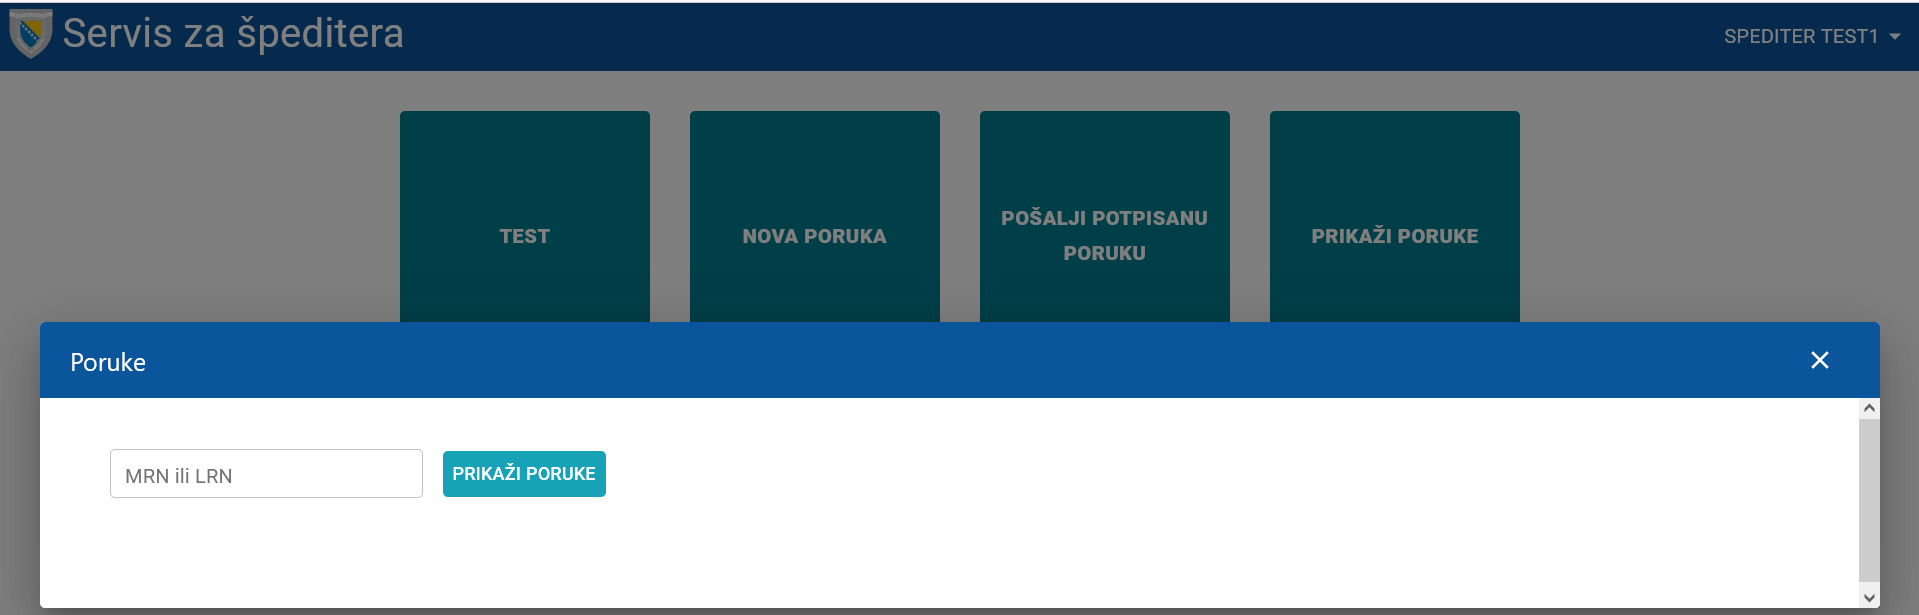 Servis za špeditera
SPEDITER TEST1
TEST
NOVA PORUKA
POŠALJI POTPISANU
PORUKU
PRIKAŽI PORUKE
Poruke
MRN ili LRN
PRIKAŽI PORUKE